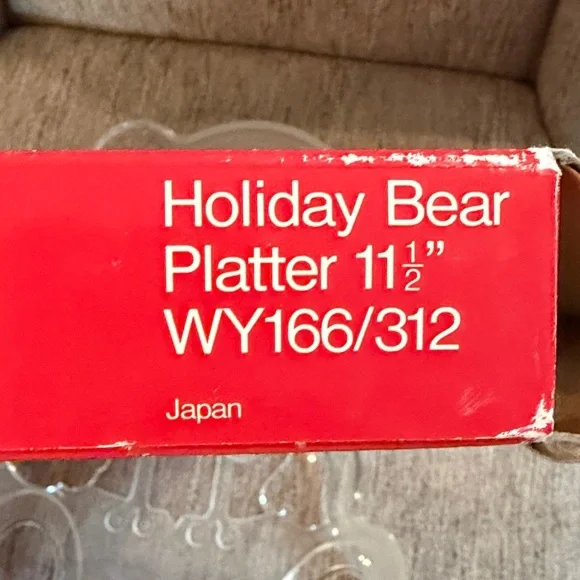 Holiday Bear
Platter 11½”
WY166/312
Japan